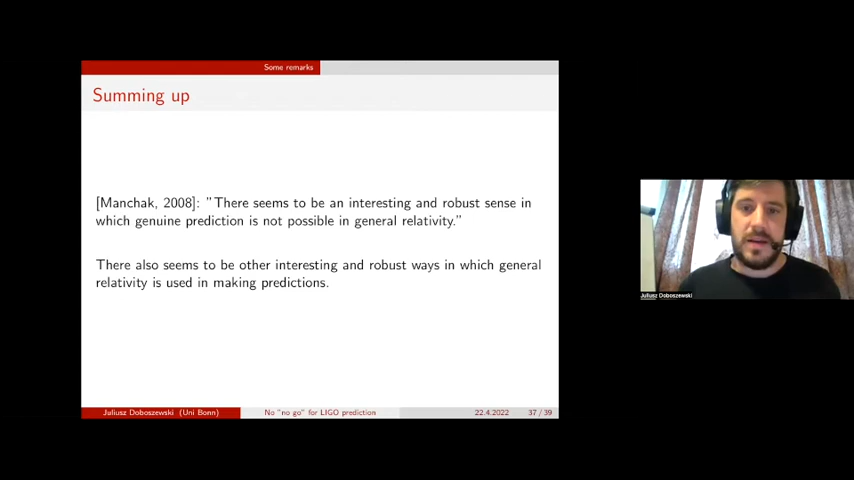 Some remarks
Summing up
[Manchak, 2008]: "There seems to be an interesting and robust sense in
which genuine prediction is not possible in general relativity."
There also seems to be other interesting and robust ways in which general
relativity is used in making predictions.
Juliusz Doboszewski (Uni Bonn)
No "no go" for LIGO prediction
22.4.2022
37 / 39
Juliusz Doboszewski